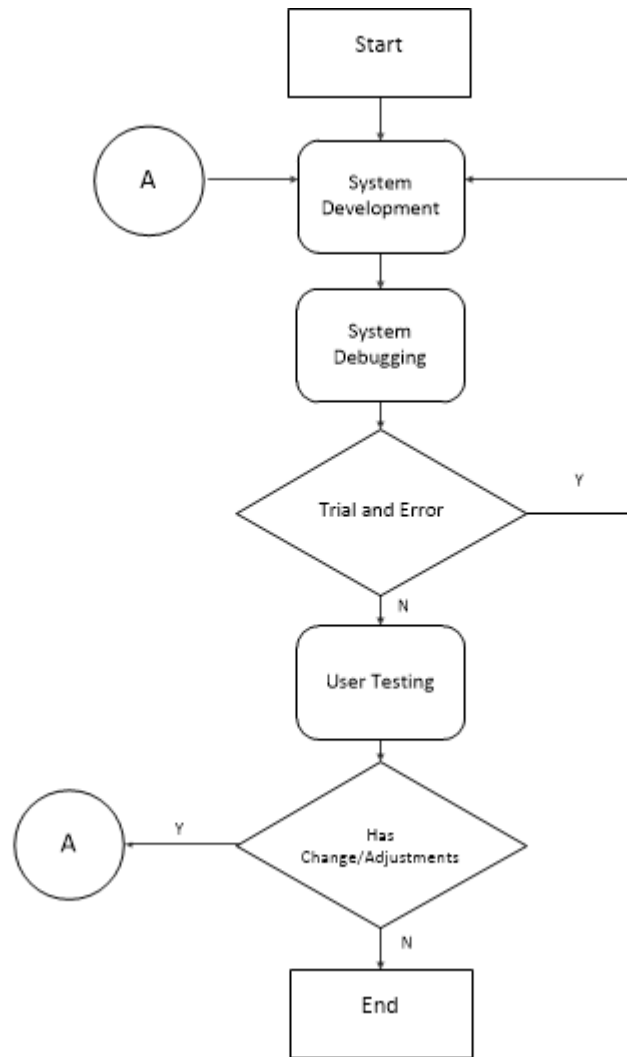 Start
A
System
Development
System
Debugging
Trial and Error
Y
N
User Testing
A
Y
Has
Change/Adjustments
N
End